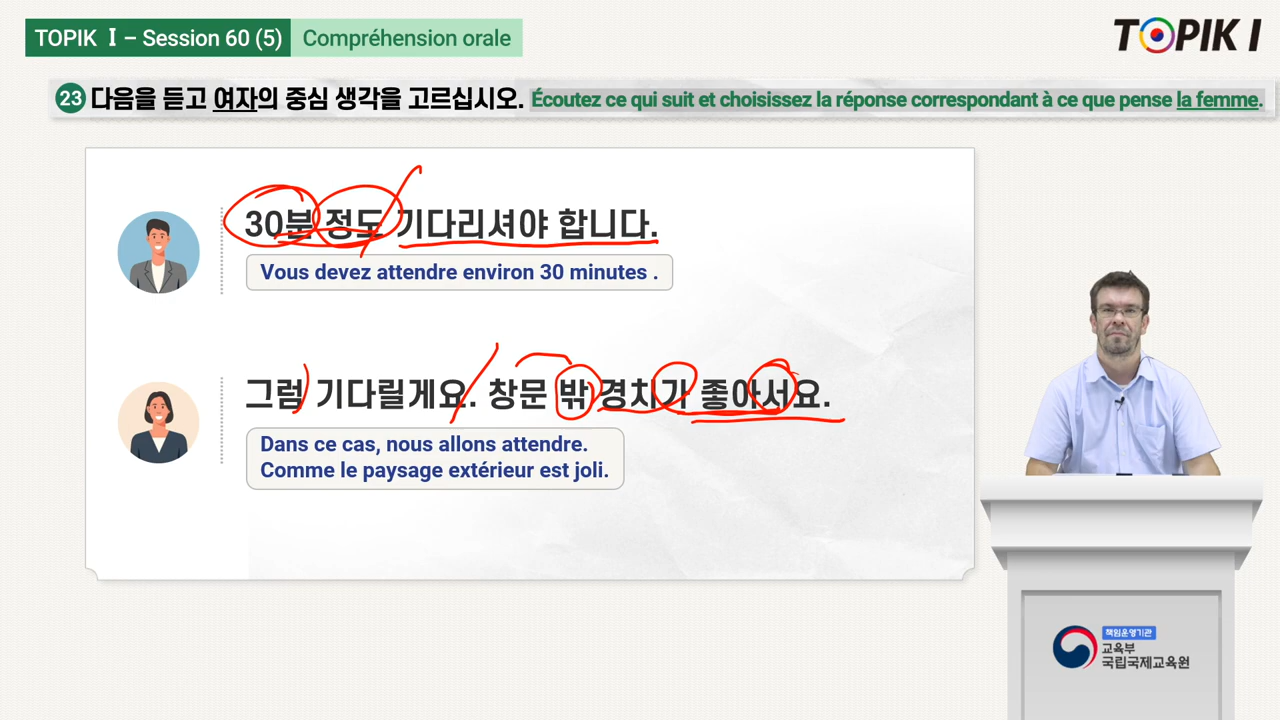 TOPIK Ⅰ – Session 60 (5) Compréhension orale
TOPIK I
23 다음을 듣고 여자의 중심 생각을 고르십시오. Écoutez ce qui suit et choisissez la réponse correspondant à ce que pense la femme.
30분 정도 기다리셔야 합니다.
Vous devez attendre environ 30 minutes .
그럼 기다릴게요. 창문 밖 경치가 좋아서요.
Dans ce cas, nous allons attendre.
Comme le paysage extérieur est joli.
책임운영기관
교육부
국립국제교육원